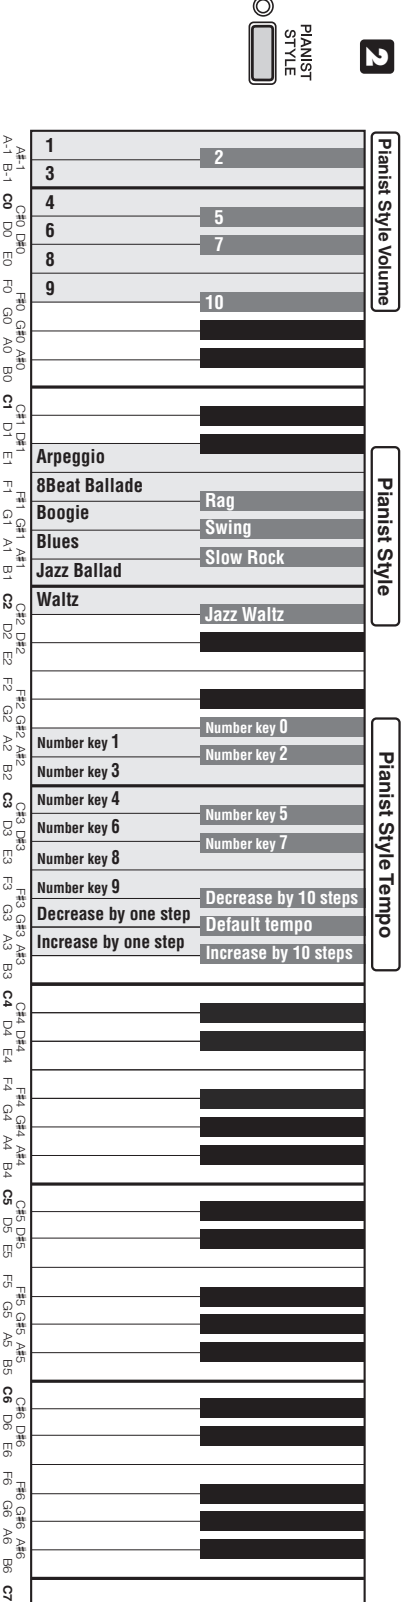 2
PIANIST
STYLE
Pianist Style Volume
1
2
3
4
5
6
7
8
9
10
Pianist Style
Arpeggio
8Beat Ballade
Rag
Boogie
Swing
Blues
Slow Rock
Jazz Ballad
Waltz
Jazz Waltz
Pianist Style Tempo
Number key 0
Number key 1
Number key 2
Number key 3
Number key 4
Number key 5
Number key 6
Number key 7
Number key 8
Number key 9
Decrease by 10 steps
Decrease by one step
Default tempo
Increase by one step
Increase by 10 steps
A-1 B-1 C0 D0 E0 F0 G0 A0 B0 C1 D1 E1 F1 G1 A1 B1 C2 D2 E2 F2 G2 A2 B2 C3 D3 E3 F3 G3 A3 B3 C4 D4 E4 F4 G4 A4 B4 C5 D5 E5 F5 G5 A5 B5 C6 D6 E6 F6 G6 A6 B6 C7
A#-1 C#0 D#0 F#0 G#0 A#0 C#1 D#1 F#1 G#1 A#1 C#2 D#2 F#2 G#2 A#2 C#3 D#3 F#3 G#3 A#3 C#4 D#4 F#4 G#4 A#4 C#5 D#5 F#5 G#5 A#5 C#6 D#6 F#6 G#6 A#6